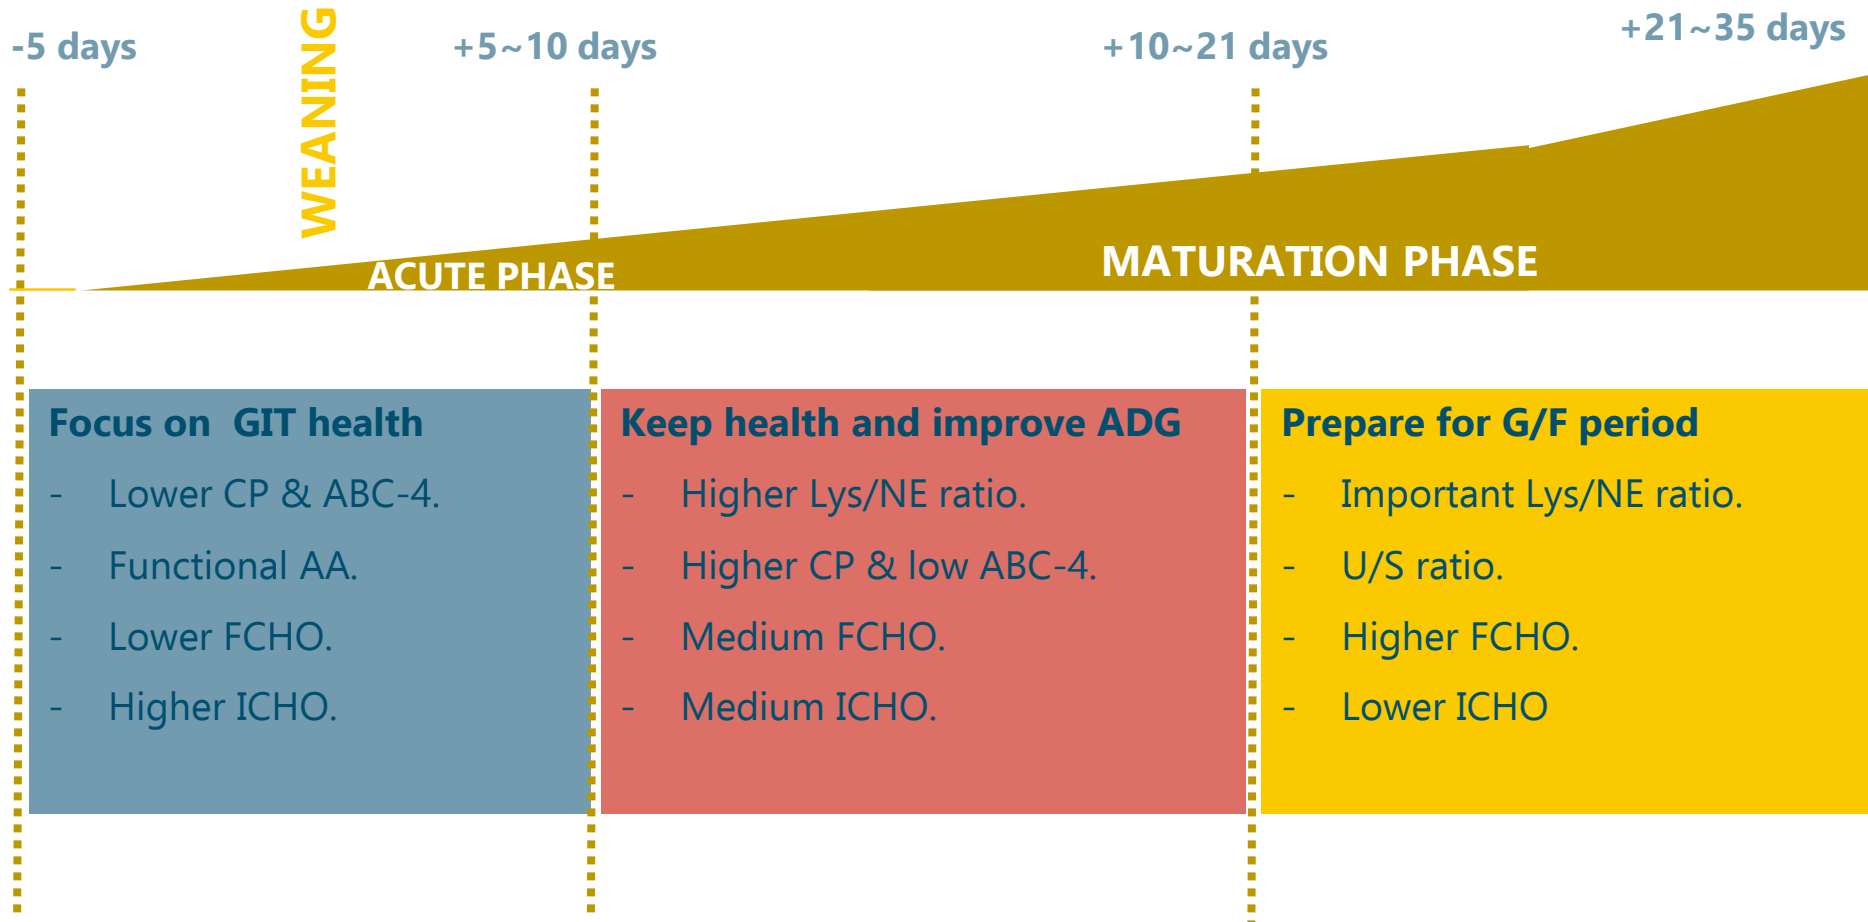 -5 days
WEANING
+5~10 days
+10~21 days
+21~35 days
ACUTE PHASE
MATURATION PHASE
Focus on  GIT health
- Lower CP & ABC-4.
- Functional AA.
- Lower FCHO.
- Higher ICHO.
Keep health and improve ADG
- Higher Lys/NE ratio.
- Higher CP & low ABC-4.
- Medium FCHO.
- Medium ICHO.
Prepare for G/F period
- Important Lys/NE ratio.
- U/S ratio.
- Higher FCHO.
- Lower ICHO